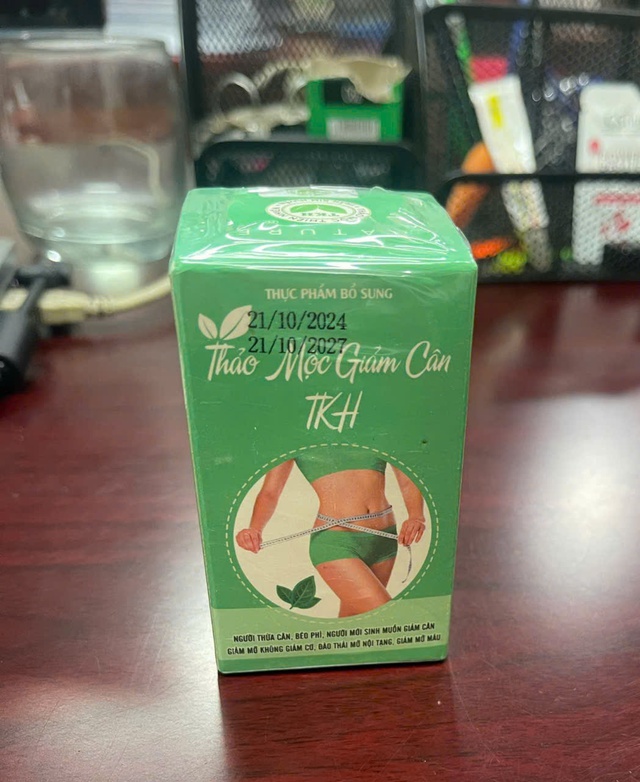 TKH
ATURE
THỰC PHẨM BỔ SUNG
21/10/2024
21/10/2027
Thảo Mộc Giảm Cân
TKH
NGƯỜI THỪA CÂN, BÉO PHÌ, NGƯỜI MỚI SINH MUỐN GIẢM CÂN
GIẢM MỠ KHÔNG GIẢM CƠ, ĐÀO THẢI MỠ NỘI TẠNG, GIẢM MỠ MÁU